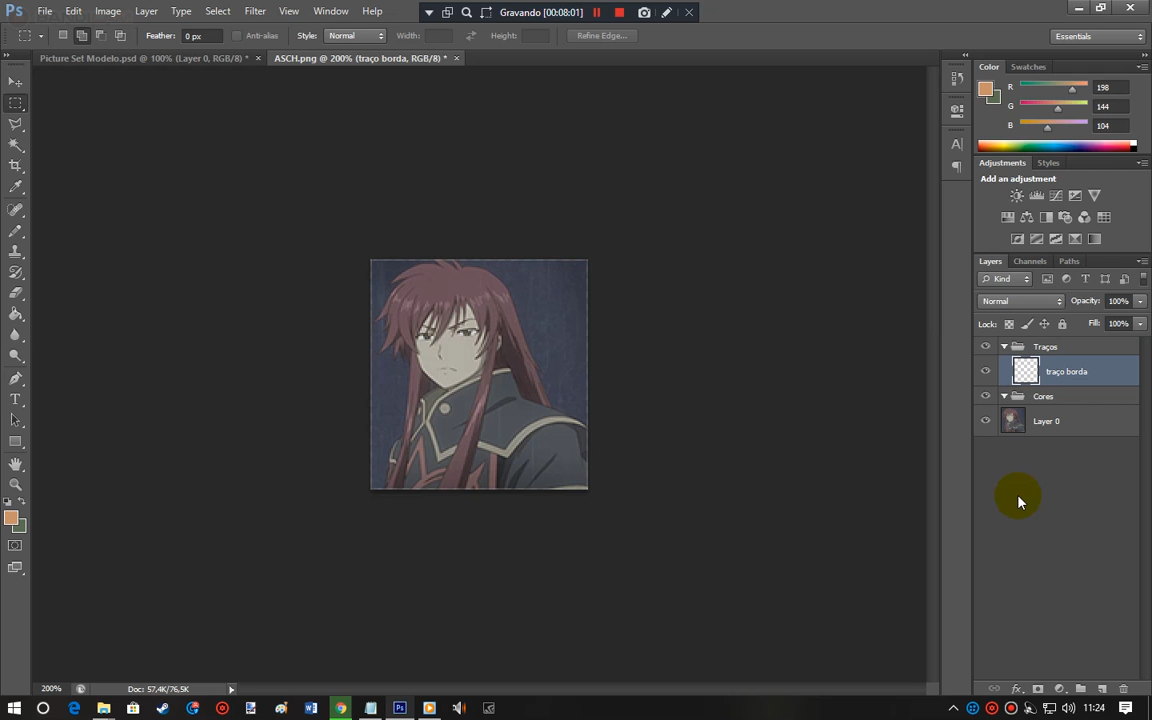 Ps File Edit Image Layer Type Select Filter View Window Help
Gravando [00:08:01]
Feather: 0 px Anti-alias Style: Normal Width: Height: Refine Edge... Essentials
Picture Set Modelo.psd @ 100% (Layer 0, RGB/8) * × ASCH.png @ 200% (traço borda, RGB/8) * ×
Color Swatches
R 198
G 144
B 104
Adjustments Styles
Add an adjustment
Layers Channels Paths
Kind
Normal Opacity: 100%
Lock: Fill: 100%
Traços
traço borda
Cores
Layer 0
200% Doc: 57,4K/76,5K
11:24